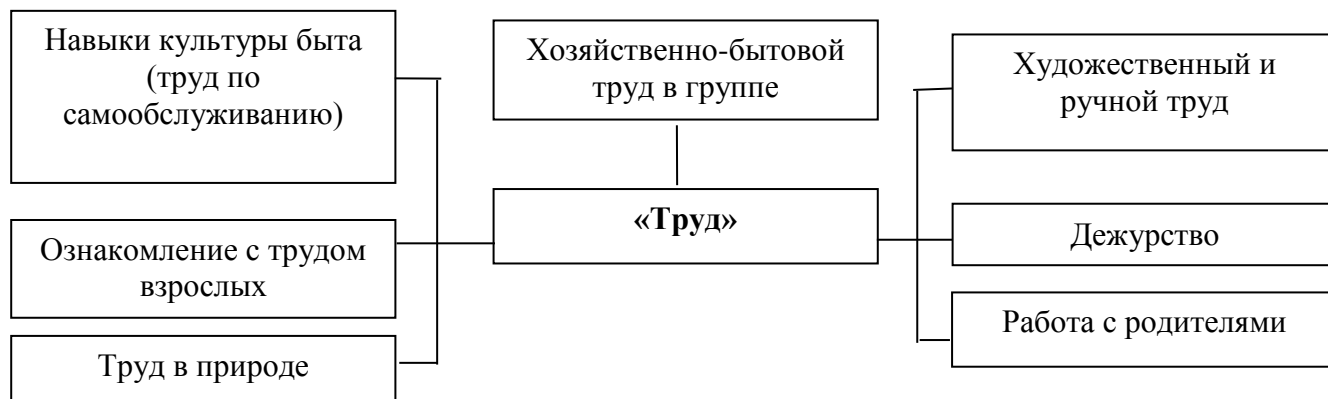 Навыки культуры быта
(труд по
самообслуживанию)
Хозяйственно-бытовой
труд в группе
Художественный и
ручной труд
«Труд»
Ознакомление с трудом
взрослых
Дежурство
Труд в природе
Работа с родителями